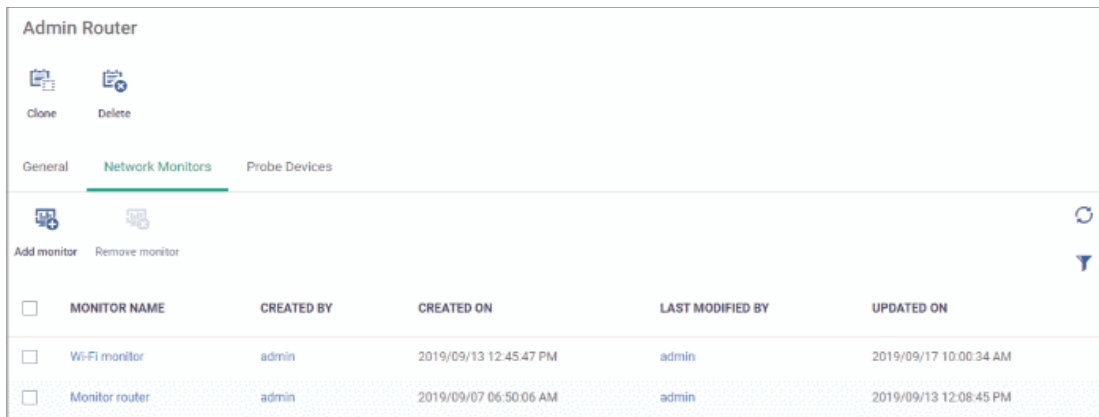 Admin Router
Clone Delete
General Network Monitors Probe Devices
Add monitor Remove monitor
MONITOR NAME CREATED BY CREATED ON LAST MODIFIED BY UPDATED ON
Wi-Fi monitor admin 2019/09/13 12:45:47 PM admin 2019/09/17 10:00:34 AM
Monitor router admin 2019/09/07 06:50:06 AM admin 2019/09/13 12:08:45 PM